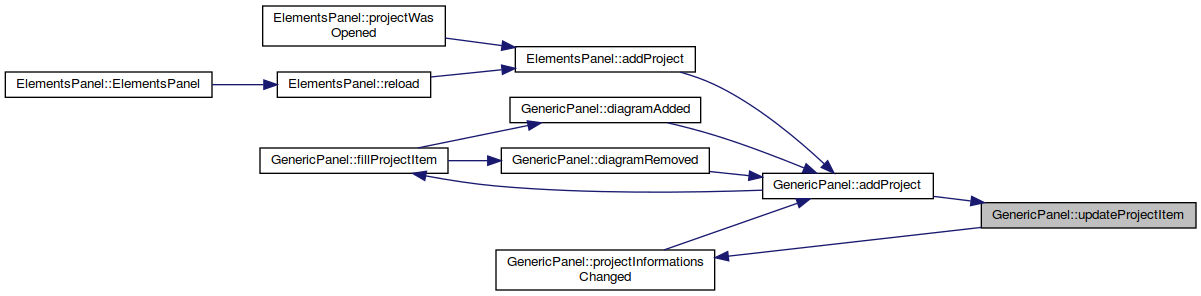 ElementsPanel::projectWas
Opened
ElementsPanel::addProject
ElementsPanel::ElementsPanel
ElementsPanel::reload
GenericPanel::diagramAdded
GenericPanel::fillProjectItem
GenericPanel::diagramRemoved
GenericPanel::addProject
GenericPanel::updateProjectItem
GenericPanel::projectInformations
Changed